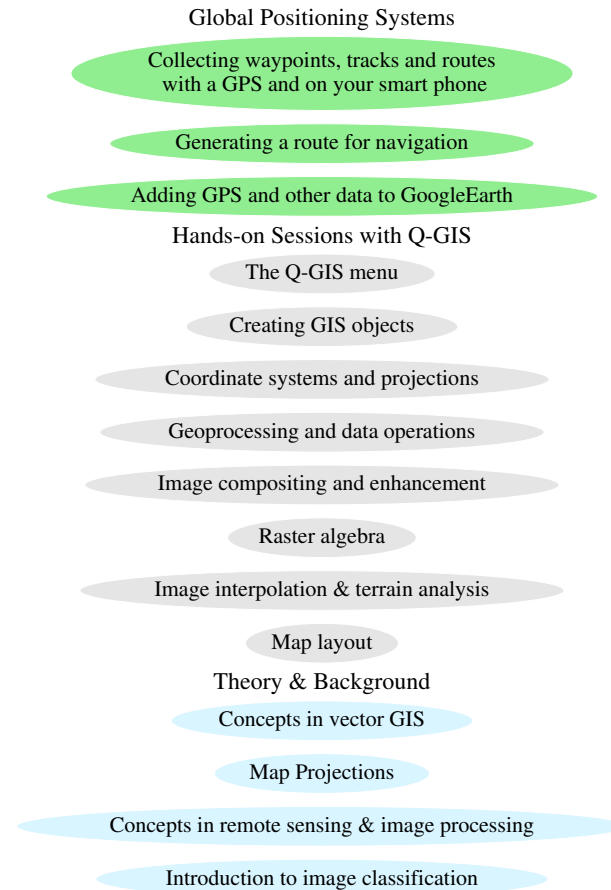 Global Positioning Systems
Collecting waypoints, tracks and routes
with a GPS and on your smart phone
Generating a route for navigation
Adding GPS and other data to GoogleEarth
Hands-on Sessions with Q-GIS
The Q-GIS menu
Creating GIS objects
Coordinate systems and projections
Geoprocessing and data operations
Image compositing and enhancement
Raster algebra
Image interpolation & terrain analysis
Map layout
Theory & Background
Concepts in vector GIS
Map Projections
Concepts in remote sensing & image processing
Introduction to image classification